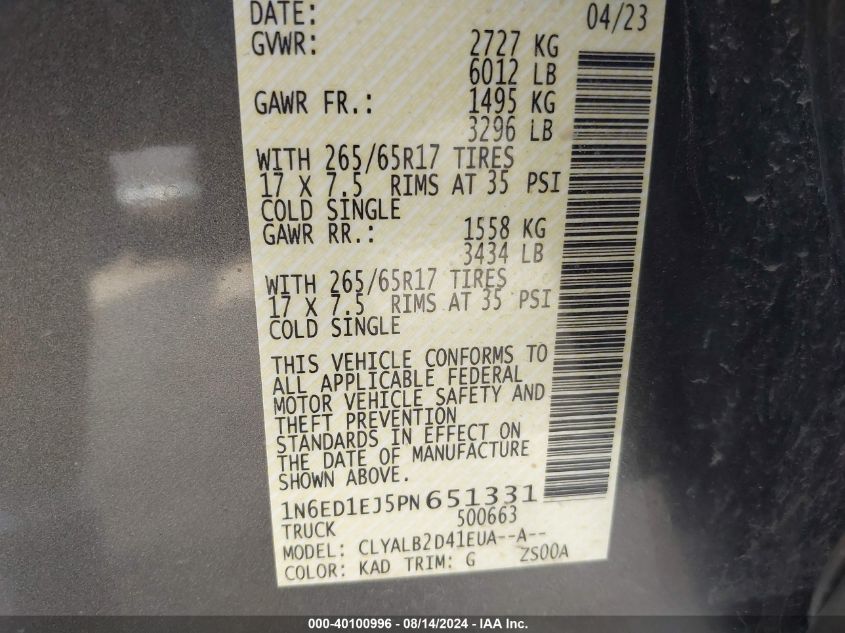 DATE: 04/23
GVWR: 2727 KG
6012 LB
GAWR FR.: 1495 KG
3296 LB
WITH 265/65R17 TIRES
17 X 7.5 RIMS AT 35 PSI
COLD SINGLE
GAWR RR.: 1558 KG
3434 LB
WITH 265/65R17 TIRES
17 X 7.5 RIMS AT 35 PSI
COLD SINGLE
THIS VEHICLE CONFORMS TO
ALL APPLICABLE FEDERAL
MOTOR VEHICLE SAFETY AND
THEFT PREVENTION
STANDARDS IN EFFECT ON
THE DATE OF MANUFACTURE
SHOWN ABOVE.
1N6ED1EJ5PN651331
TRUCK 500663
MODEL: CLYALB2D41EUA--A--
COLOR: KAD TRIM: G ZS00A
000-40100996 - 08/14/2024 - IAA Inc.